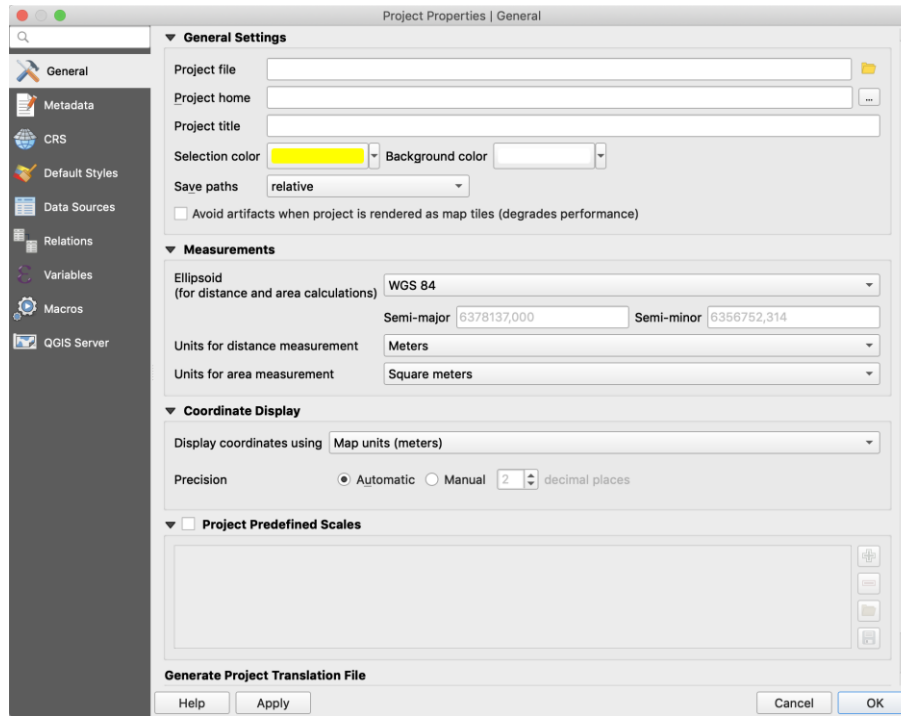 Project Properties | General
General
Metadata
CRS
Default Styles
Data Sources
Relations
Variables
Macros
QGIS Server
General Settings
Project file
Project home
...
Project title
Selection color
Background color
Save paths
relative
Avoid artifacts when project is rendered as map tiles (degrades performance)
Measurements
Ellipsoid
(for distance and area calculations)
WGS 84
Semi-major 6378137,000 Semi-minor 6356752,314
Units for distance measurement Meters
Units for area measurement Square meters
Coordinate Display
Display coordinates using Map units (meters)
Precision Automatic Manual 2 decimal places
Project Predefined Scales
Generate Project Translation File
Help Apply Cancel OK